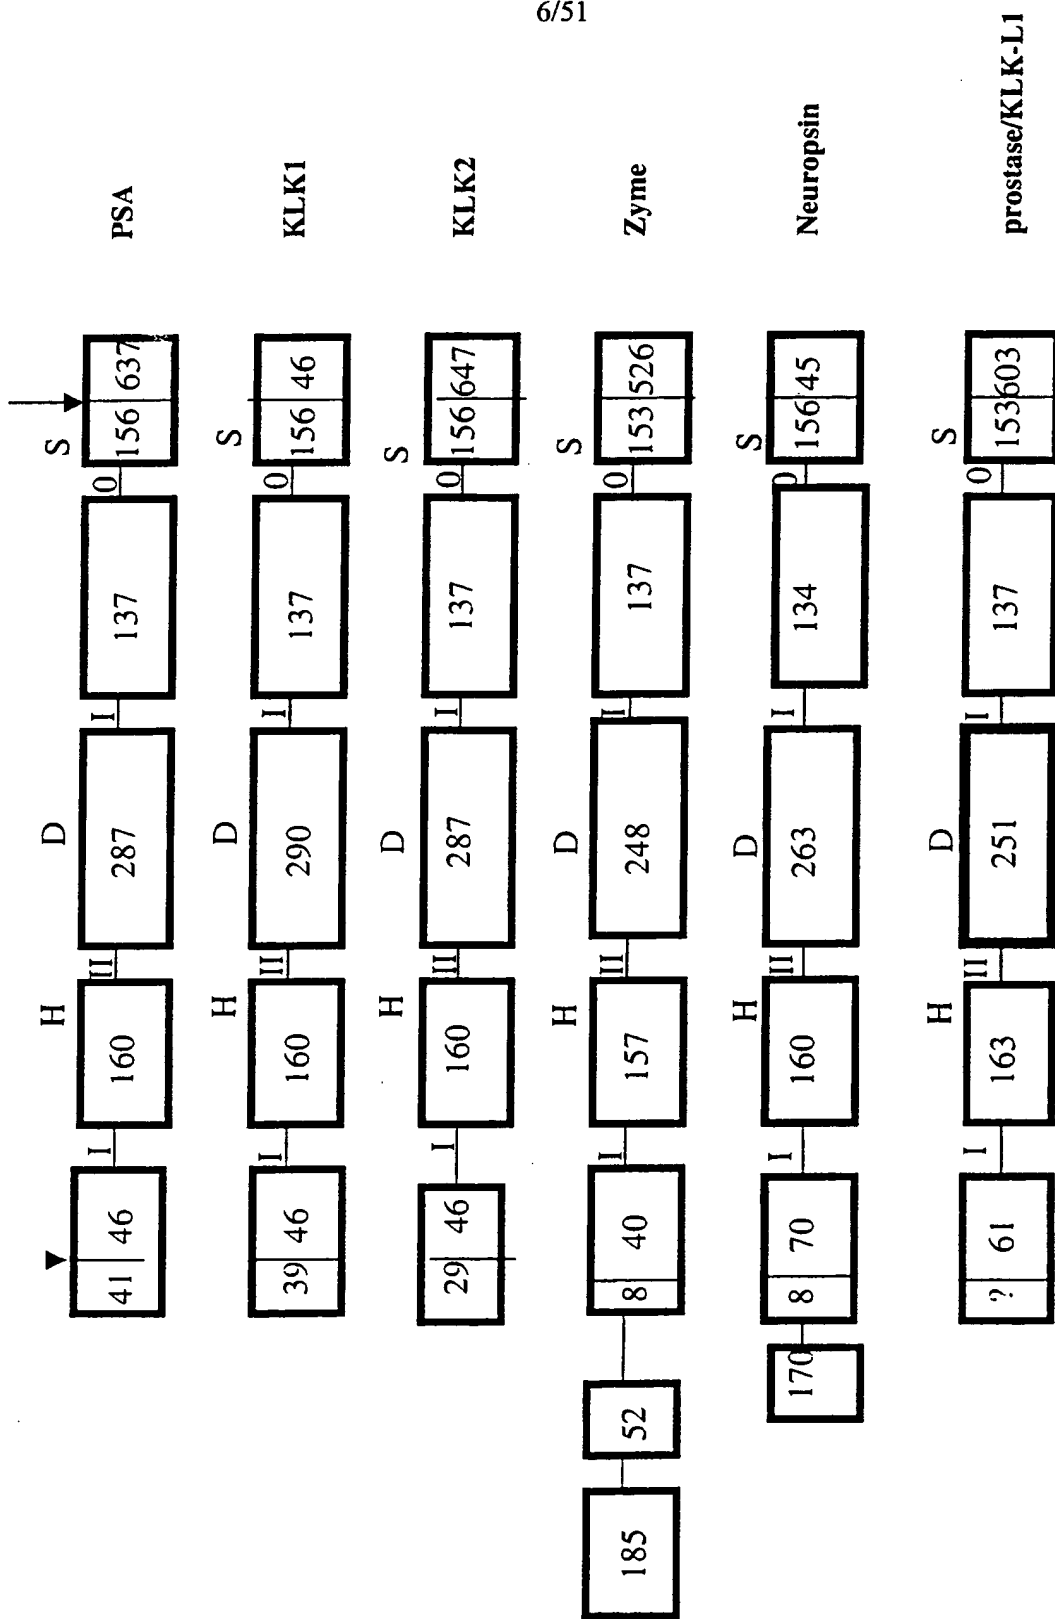 6/51
S
H D
41 46 I 160 II 287 I 137 0 156 637 PSA
H D S
39 46 I 160 II 290 I 137 0 156 46 KLK1
H D S
29 46 I 160 II 287 I 137 0 156 647 KLK2
H D S
185 52 8 40 I 157 II 248 I 137 0 153 526 Zyme
H D S
170 8 70 I 160 II 263 I 134 0 156 45 Neuropsin
H D S
? 61 I 163 II 251 I 137 0 153 603 prostase/KLK-L1